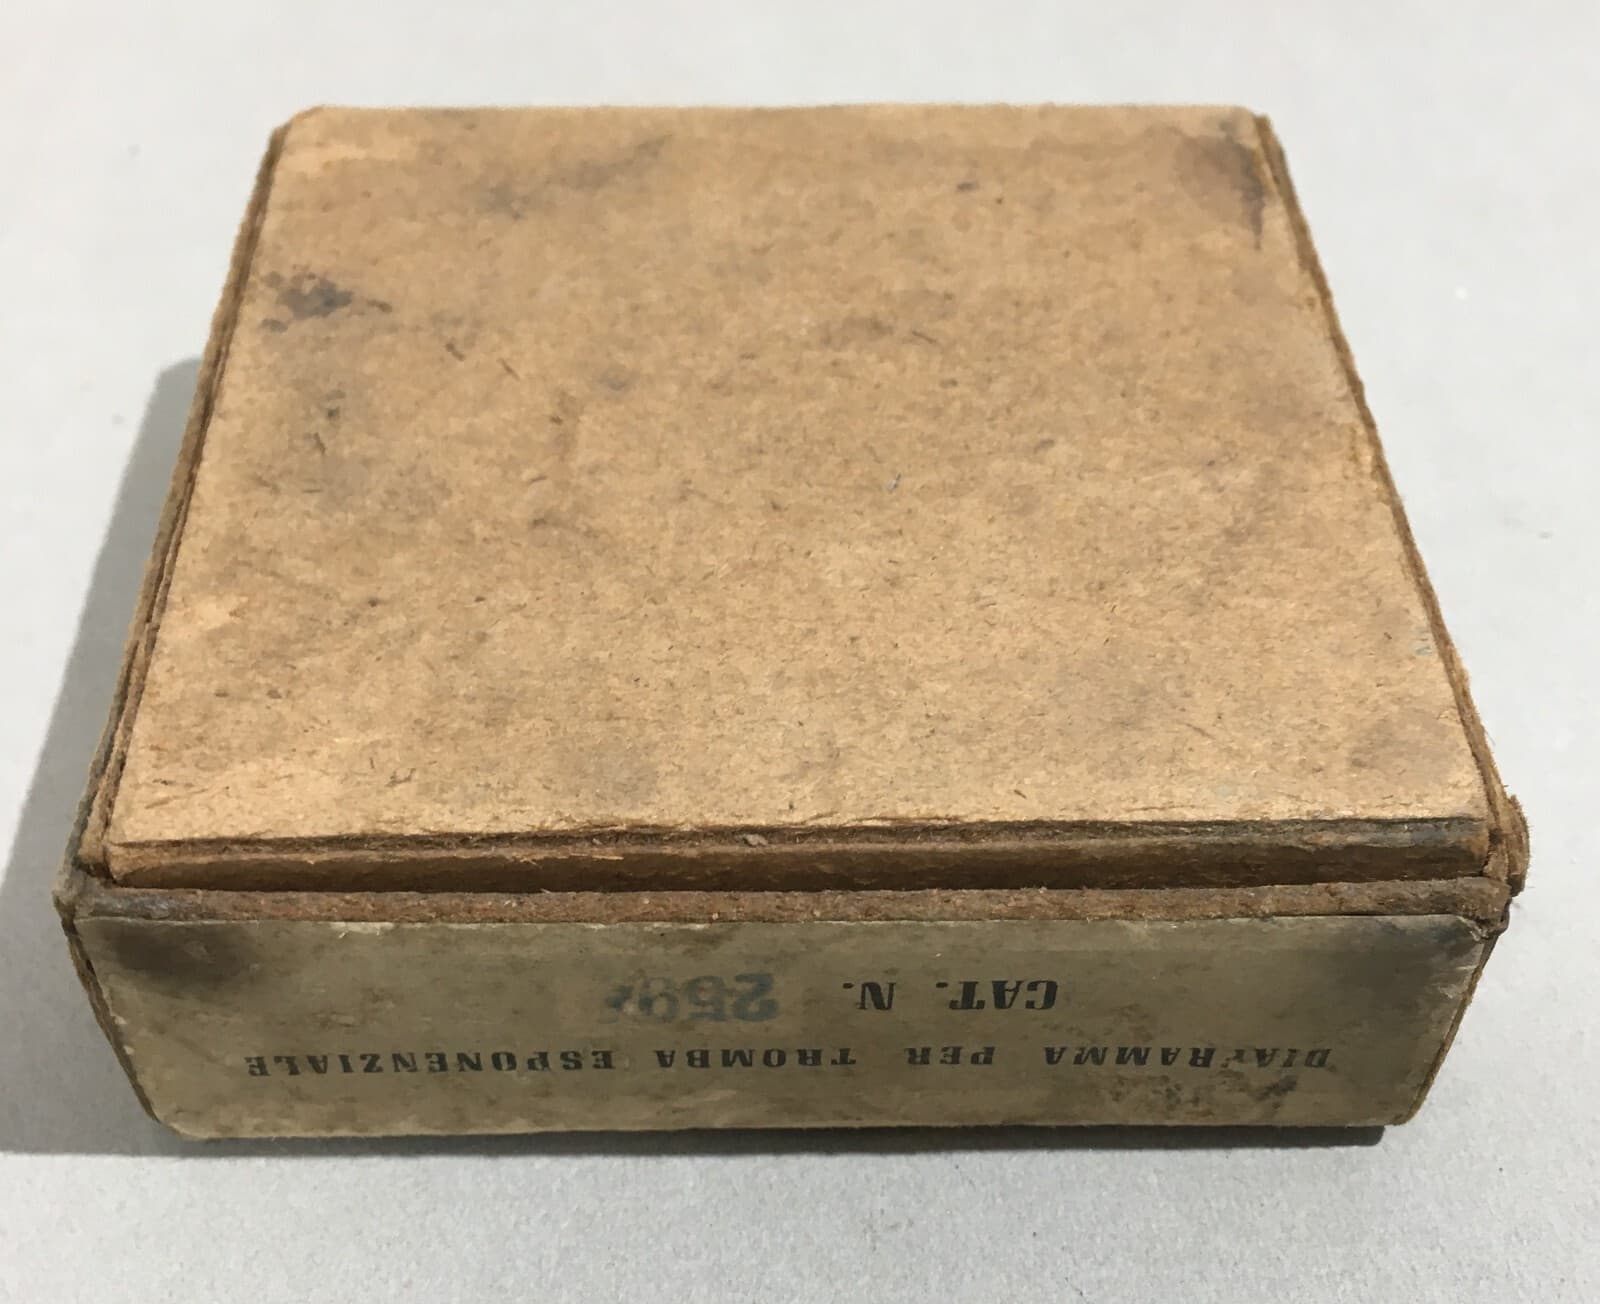 DIAFRAMMA PER TROMBA ESPONENZIALE
CAT. N.